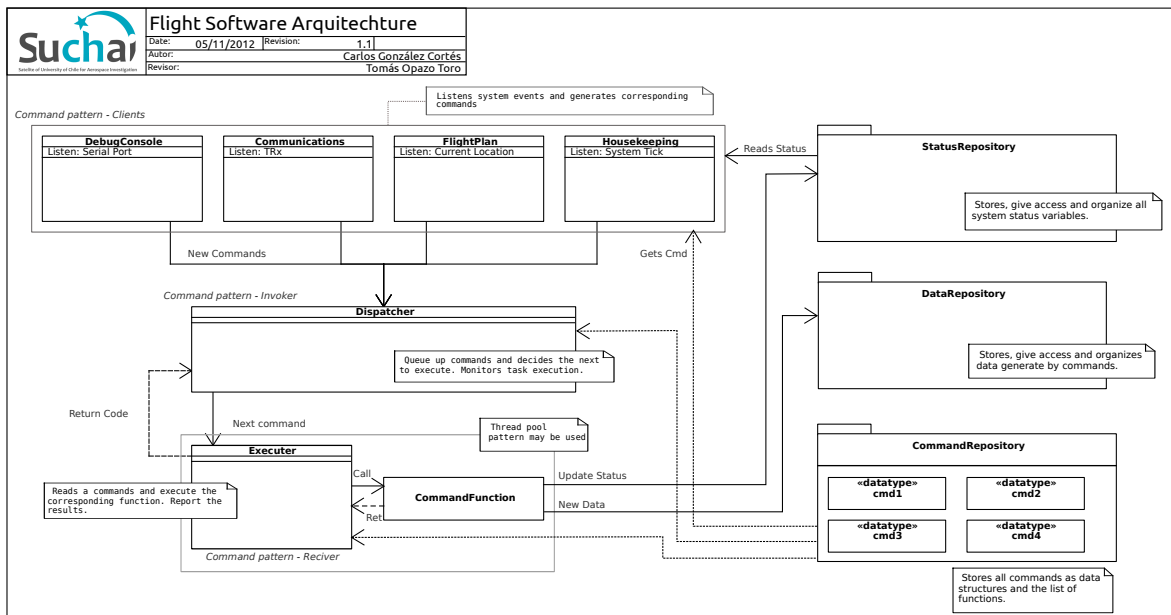 Suchai
Satelite of University of Chile for Aerospace Investigation
Flight Software Arquitechture
Date: 05/11/2012 Revision: 1.1
Autor: Carlos González Cortés
Revisor: Tomás Opazo Toro
Listens system events and generates corresponding
commands
Command pattern - Clients
DebugConsole
Listen: Serial Port
Communications
Listen: TRx
FlightPlan
Listen: Current Location
Housekeeping
Listen: System Tick
Reads Status
StatusRepository
Stores, give access and organize all
system status variables.
New Commands
Gets Cmd
Command pattern - Invoker
Dispatcher
Queue up commands and decides the next
to execute. Monitors task execution.
DataRepository
Stores, give access and organizes
data generate by commands.
Return Code
Next command
Thread pool
pattern may be used
Executer
Reads a commands and execute the
corresponding function. Report the
results.
Call
CommandFunction
Ret
Update Status
New Data
Command pattern - Reciver
CommandRepository
«datatype»
cmd1
«datatype»
cmd2
«datatype»
cmd3
«datatype»
cmd4
Stores all commands as data
structures and the list of
functions.